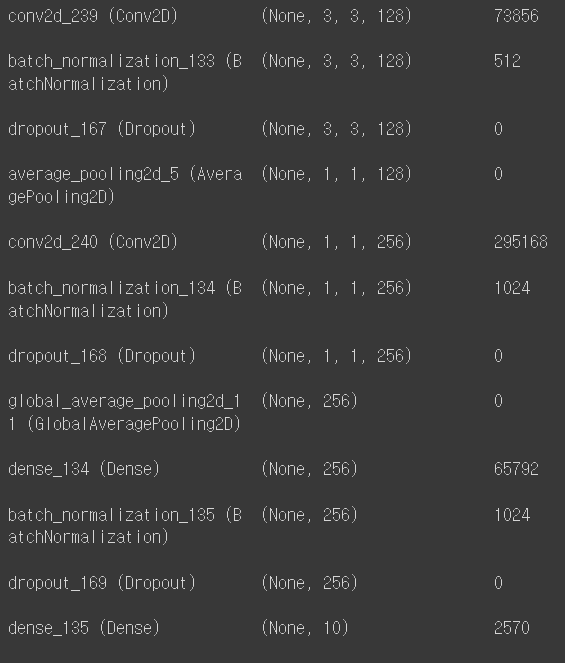 conv2d_239 (Conv2D) (None, 3, 3, 128) 73856
batch_normalization_133 (B (None, 3, 3, 128) 512
atchNormalization)
dropout_167 (Dropout) (None, 3, 3, 128) 0
average_pooling2d_5 (Avera (None, 1, 1, 128) 0
gePooling2D)
conv2d_240 (Conv2D) (None, 1, 1, 256) 295168
batch_normalization_134 (B (None, 1, 1, 256) 1024
atchNormalization)
dropout_168 (Dropout) (None, 1, 1, 256) 0
global_average_pooling2d_1 (None, 256) 0
1 (GlobalAveragePooling2D)
dense_134 (Dense) (None, 256) 65792
batch_normalization_135 (B (None, 256) 1024
atchNormalization)
dropout_169 (Dropout) (None, 256) 0
dense_135 (Dense) (None, 10) 2570